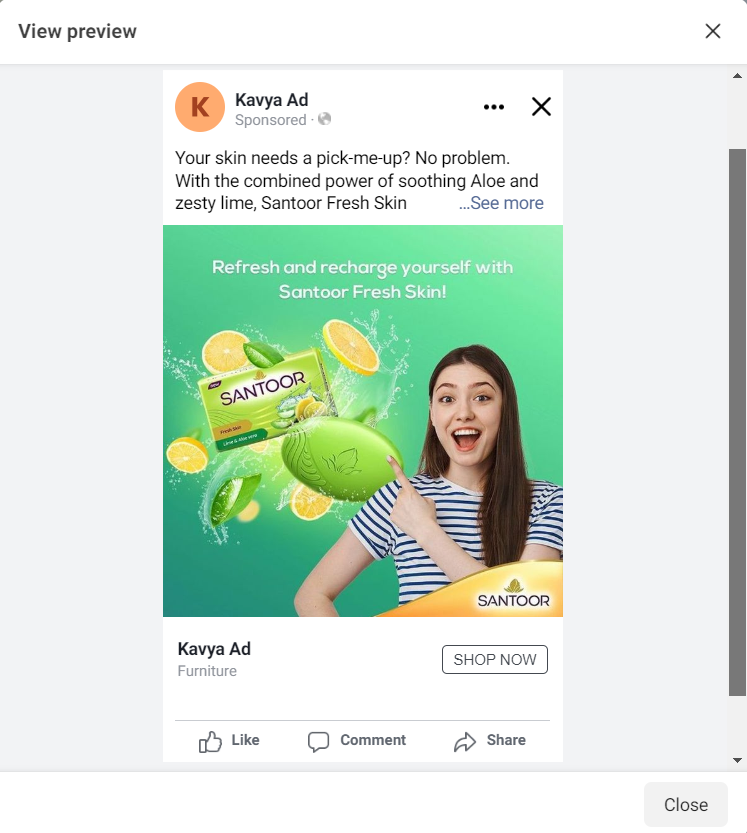 View preview
K
Kavya Ad
Sponsored ·
Your skin needs a pick-me-up? No problem.
With the combined power of soothing Aloe and
zesty lime, Santoor Fresh Skin ...See more
Refresh and recharge yourself with
Santoor Fresh Skin!
new
SANTOOR
Fresh Skin
Lime & Aloe vera
SANTOOR
Kavya Ad
Furniture
SHOP NOW
Like
Comment
Share
Close